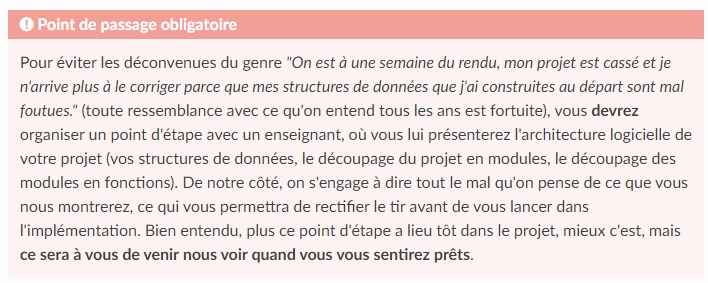 Point de passage obligatoire
Pour éviter les déconvenues du genre "On est à une semaine du rendu, mon projet est cassé et je
n'arrive plus à le corriger parce que mes structures de données que j'ai construites au départ sont mal
foutues." (toute ressemblance avec ce qu'on entend tous les ans est fortuite), vous devrez
organiser un point d'étape avec un enseignant, où vous lui présenterez l'architecture logicielle de
votre projet (vos structures de données, le découpage du projet en modules, le découpage des
modules en fonctions). De notre côté, on s'engage à dire tout le mal qu'on pense de ce que vous
nous montrerez, ce qui vous permettra de rectifier le tir avant de vous lancer dans
l'implémentation. Bien entendu, plus ce point d'étape a lieu tôt dans le projet, mieux c'est, mais
ce sera à vous de venir nous voir quand vous vous sentirez prêts.